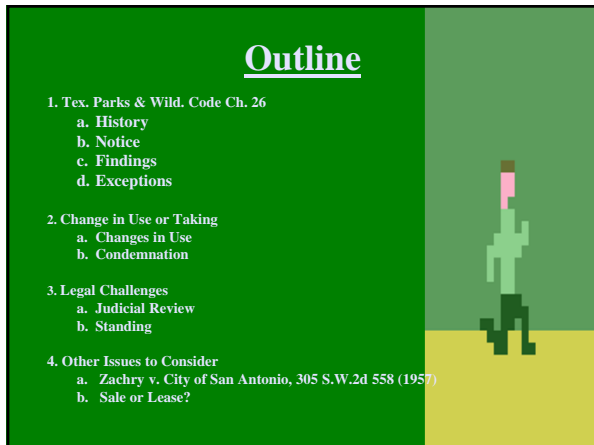 Outline
1. Tex. Parks & Wild. Code Ch. 26
a. History
b. Notice
c. Findings
d. Exceptions
2. Change in Use or Taking
a. Changes in Use
b. Condemnation
3. Legal Challenges
a. Judicial Review
b. Standing
4. Other Issues to Consider
a. Zachry v. City of San Antonio, 305 S.W.2d 558 (1957)
b. Sale or Lease?